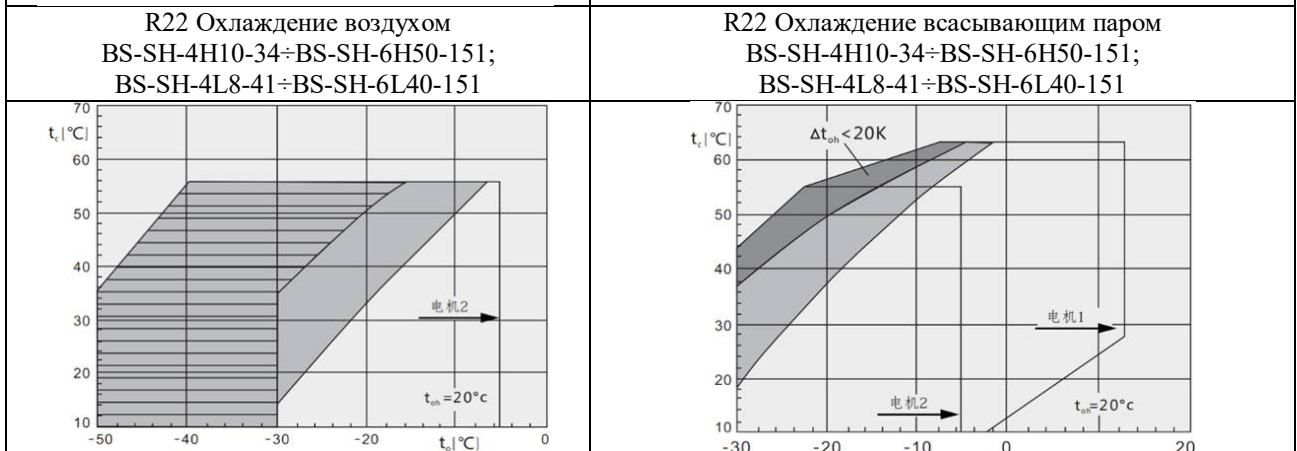 R22 Охлаждение воздухом
BS-SH-4H10-34÷BS-SH-6H50-151;
BS-SH-4L8-41÷BS-SH-6L40-151
70
tc[°C]
60
50
40
30
20
10
-50
-40
-30
-20
to[°C]
0
电机2
toh=20°c
R22 Охлаждение всасывающим паром
BS-SH-4H10-34÷BS-SH-6H50-151;
BS-SH-4L8-41÷BS-SH-6L40-151
70
tc[°C]
60
50
40
30
20
10
Δtoh<20K
电机1
电机2
toh=20°c
-30
-20
-10
0
20